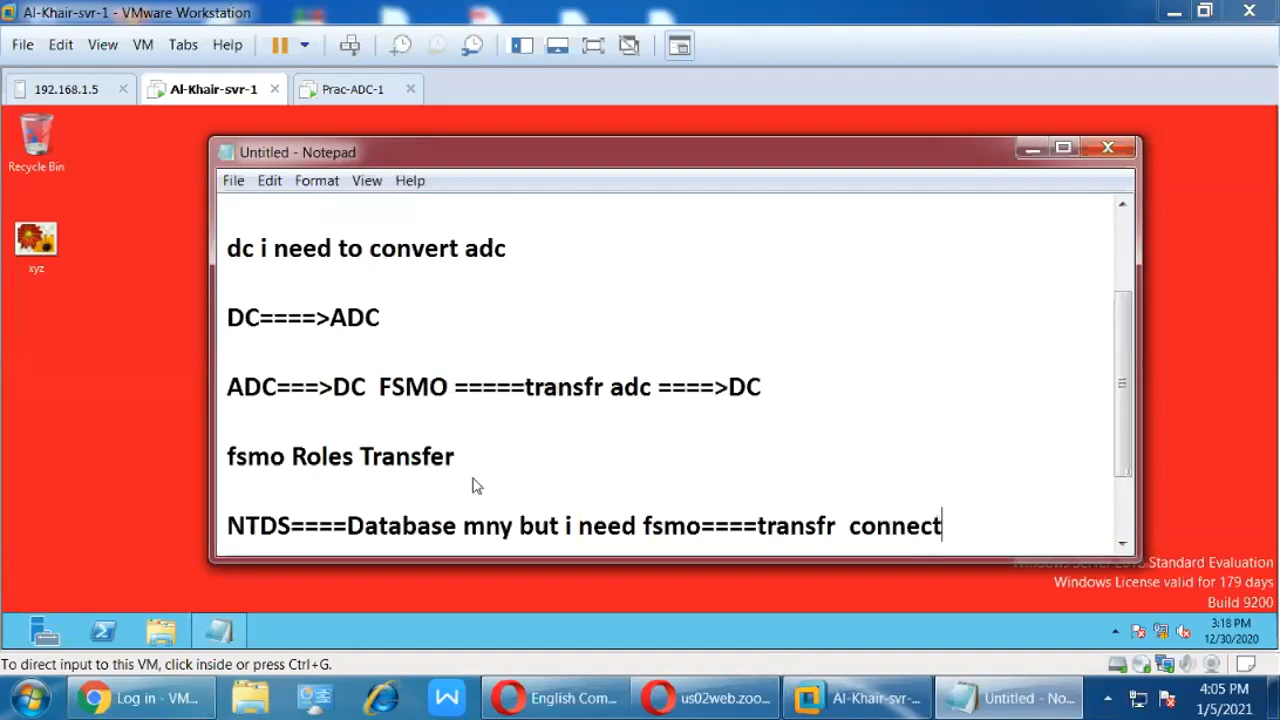 Al-Khair-svr-1 - VMware Workstation
File Edit View VM Tabs Help
192.168.1.5 Al-Khair-svr-1 Prac-ADC-1
Recycle Bin
xyz
Untitled - Notepad
File Edit Format View Help
dc i need to convert adc
DC====>ADC
ADC===>DC FSMO =====transfr adc ====>DC
fsmo Roles Transfer
NTDS====Database mny but i need fsmo====transfr connect
Standard Evaluation
Windows License valid for 179 days
Build 9200
3:18 PM
12/30/2020
To direct input to this VM, click inside or press Ctrl+G.
Log in - VM... English Com... us02web.zoo... Al-Khair-svr-... Untitled - No...
4:05 PM
1/5/2021